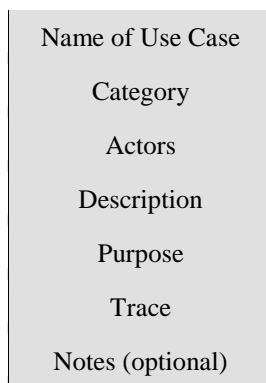 Name of Use Case
Category
Actors
Description
Purpose
Trace
Notes (optional)